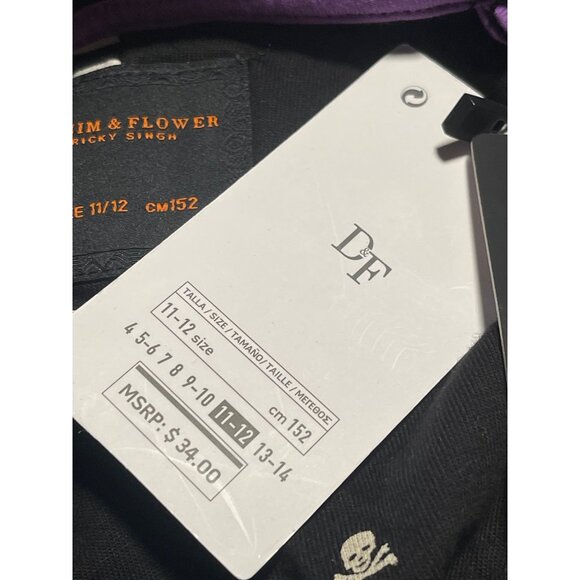 & FLOWER
RICKY SINGH
11/12 CM152
D&F
TALLA / SIZE / TAMAÑO / TAILLE / ΜΕΓΕΘΟΣ
11-12 size cm 152
4 5-6 7 8 9-10 11-12 13-14
MSRP: $ 34.00